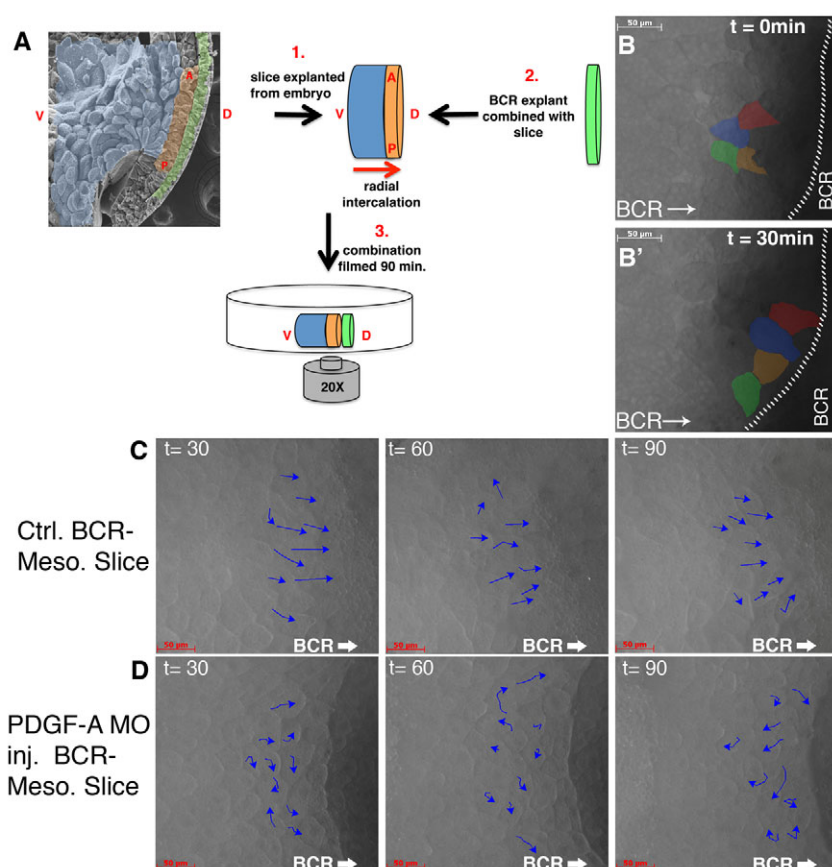 A
V
A
P
D
1.
slice explanted
from embryo
V
A
P
D
radial
intercalation
2.
BCR explant
combined with
slice
3.
combination
filmed 90 min.
V
D
20X
B
50 µm
t = 0min
BCR →
BCR
B'
50 µm
t = 30min
BCR →
BCR
C
Ctrl. BCR-
Meso. Slice
t= 30
50 µm
BCR
t= 60
50 µm
BCR
t= 90
50 µm
BCR
D
PDGF-A MO
inj. BCR-
Meso. Slice
t= 30
50 µm
BCR
t= 60
50 µm
BCR
t= 90
50 µm
BCR